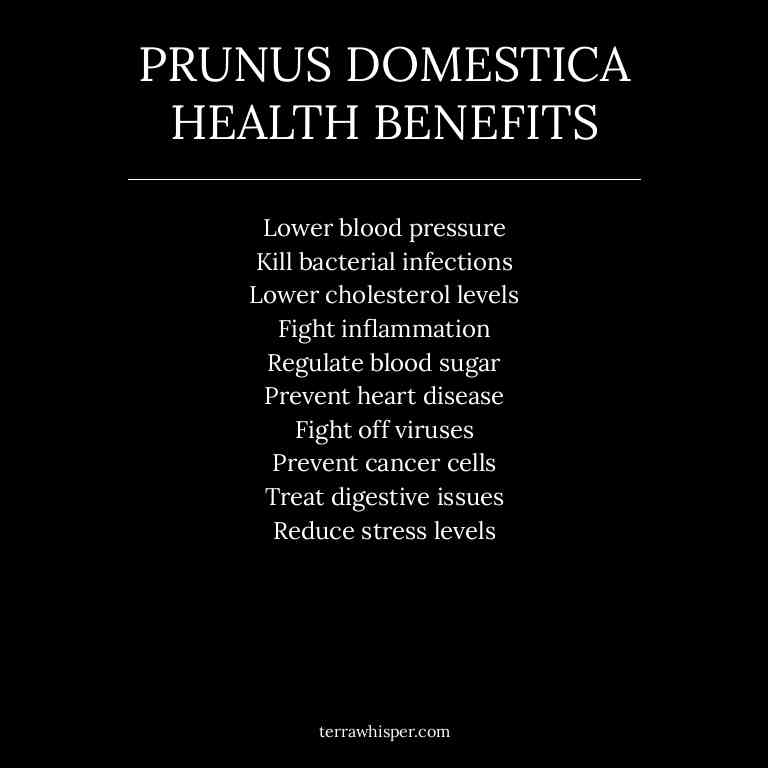 PRUNUS DOMESTICA
HEALTH BENEFITS
Lower blood pressure
Kill bacterial infections
Lower cholesterol levels
Fight inflammation
Regulate blood sugar
Prevent heart disease
Fight off viruses
Prevent cancer cells
Treat digestive issues
Reduce stress levels
terrawhisper.com